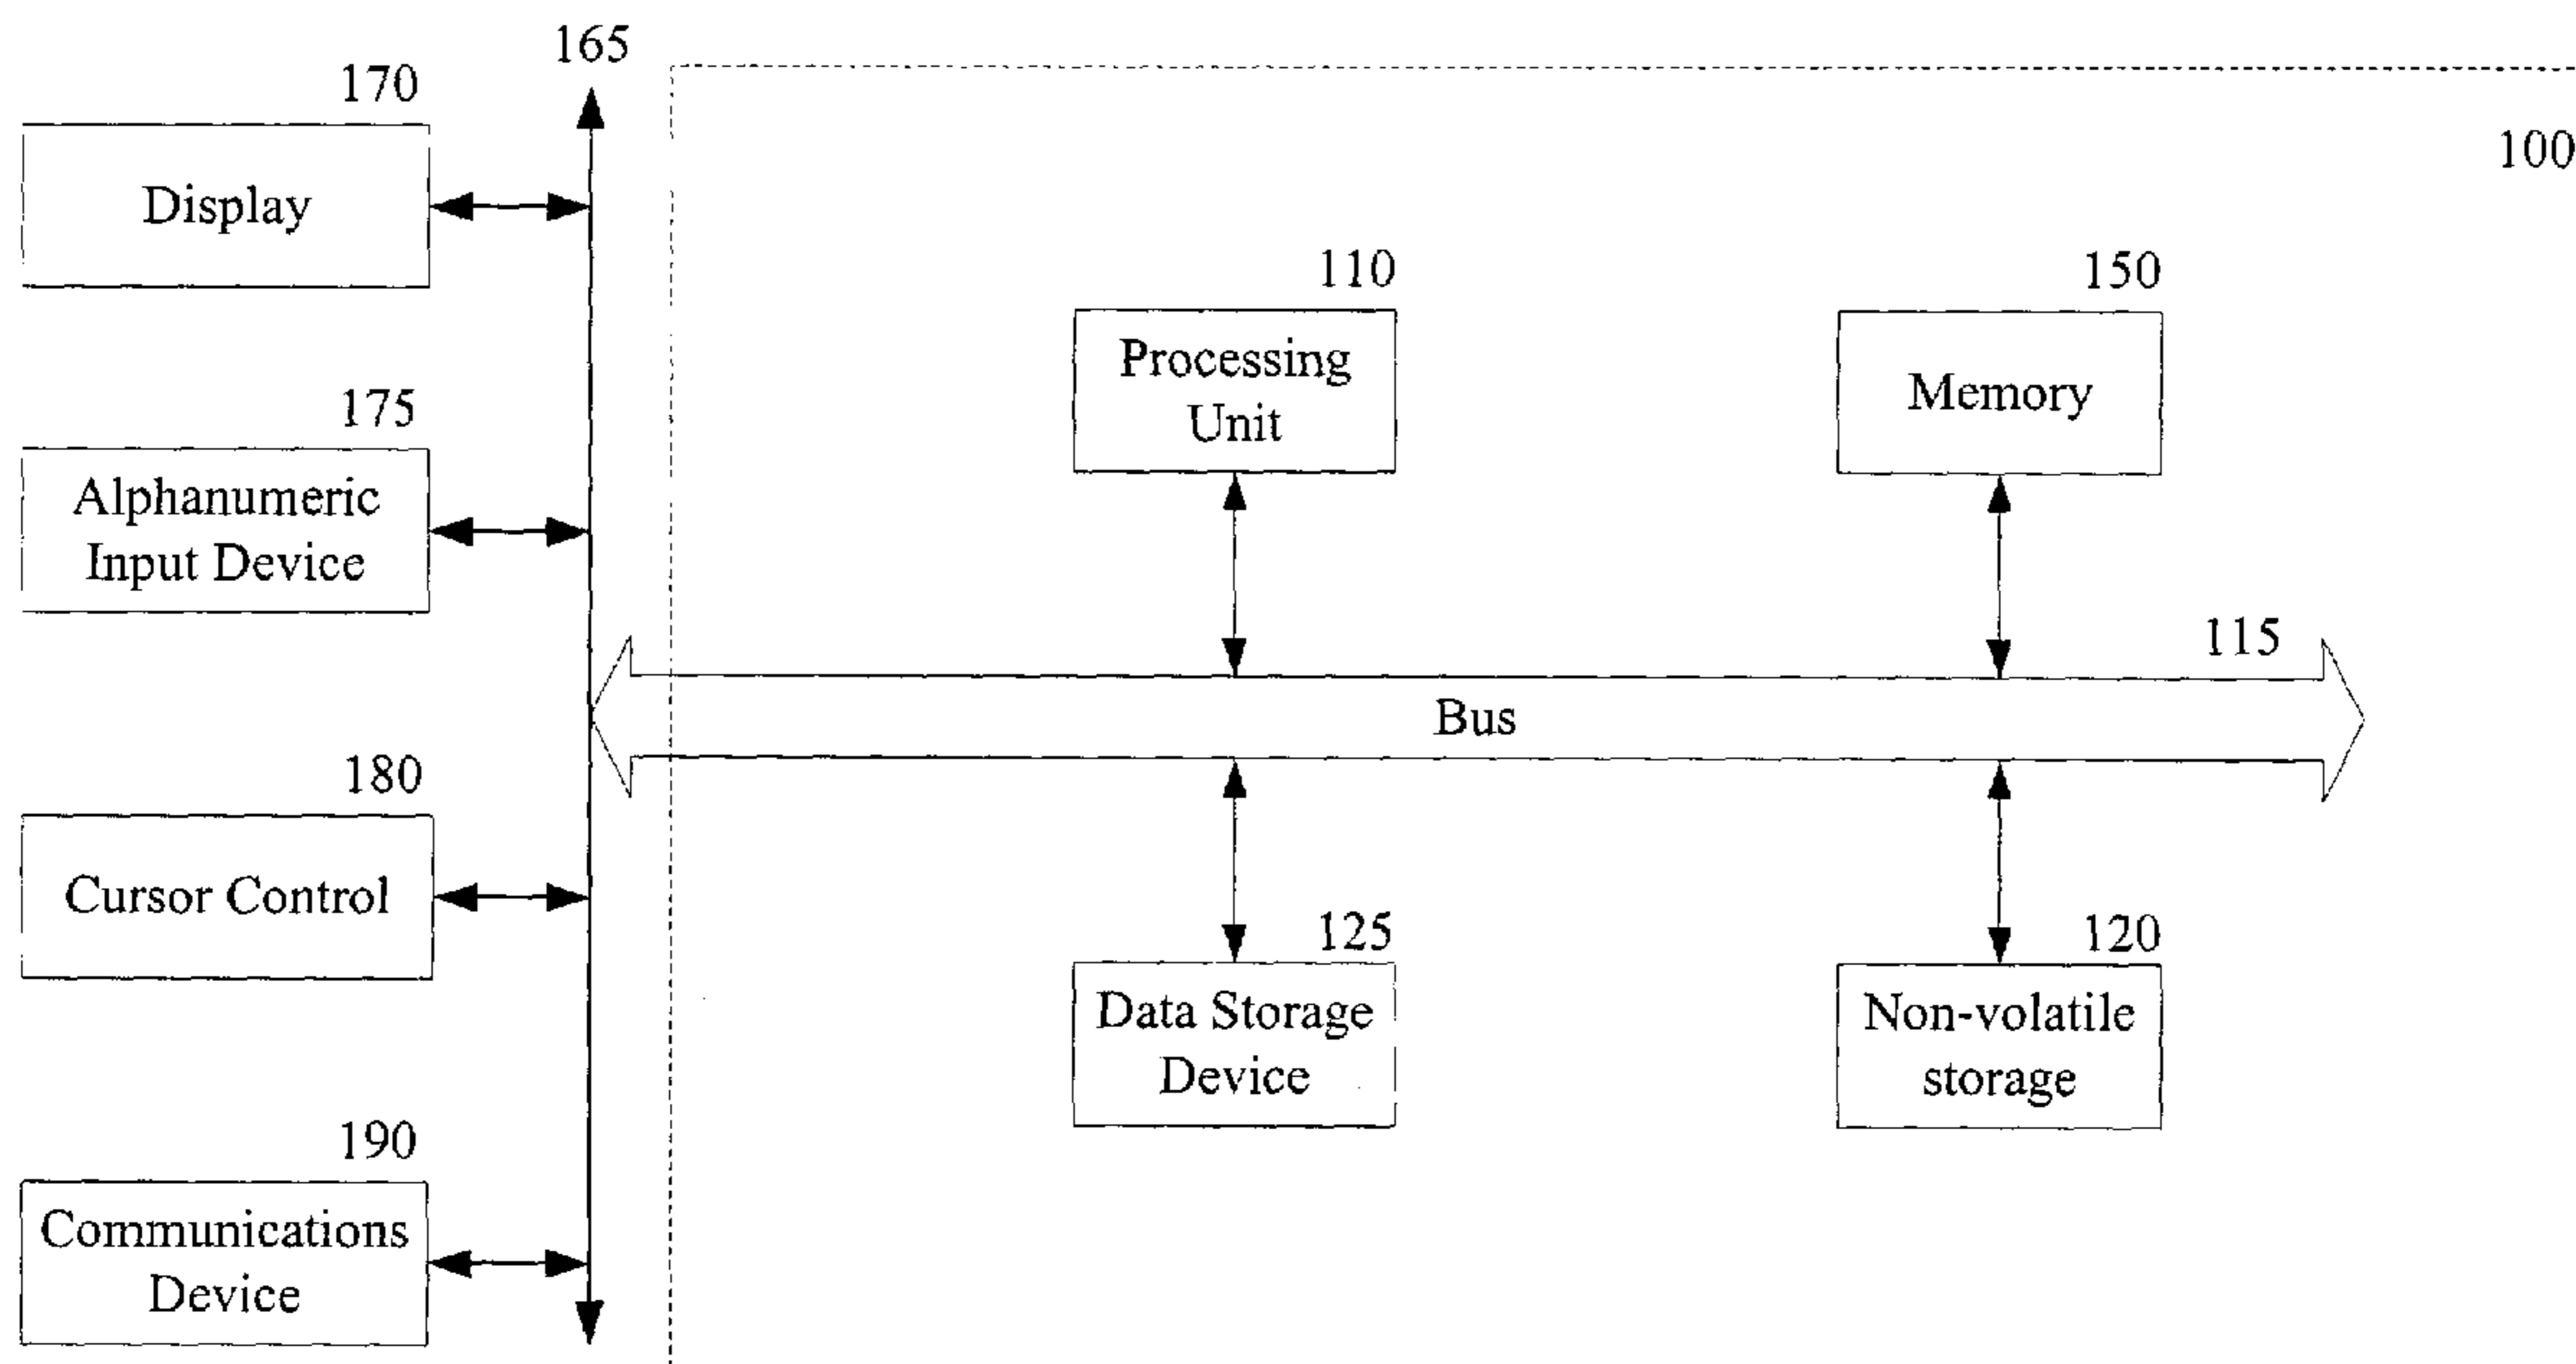 165
170
Display
100
110
Processing
Unit
150
Memory
175
Alphanumeric
Input Device
115
Bus
180
Cursor Control
125
Data Storage
Device
120
Non-volatile
storage
190
Communications
Device